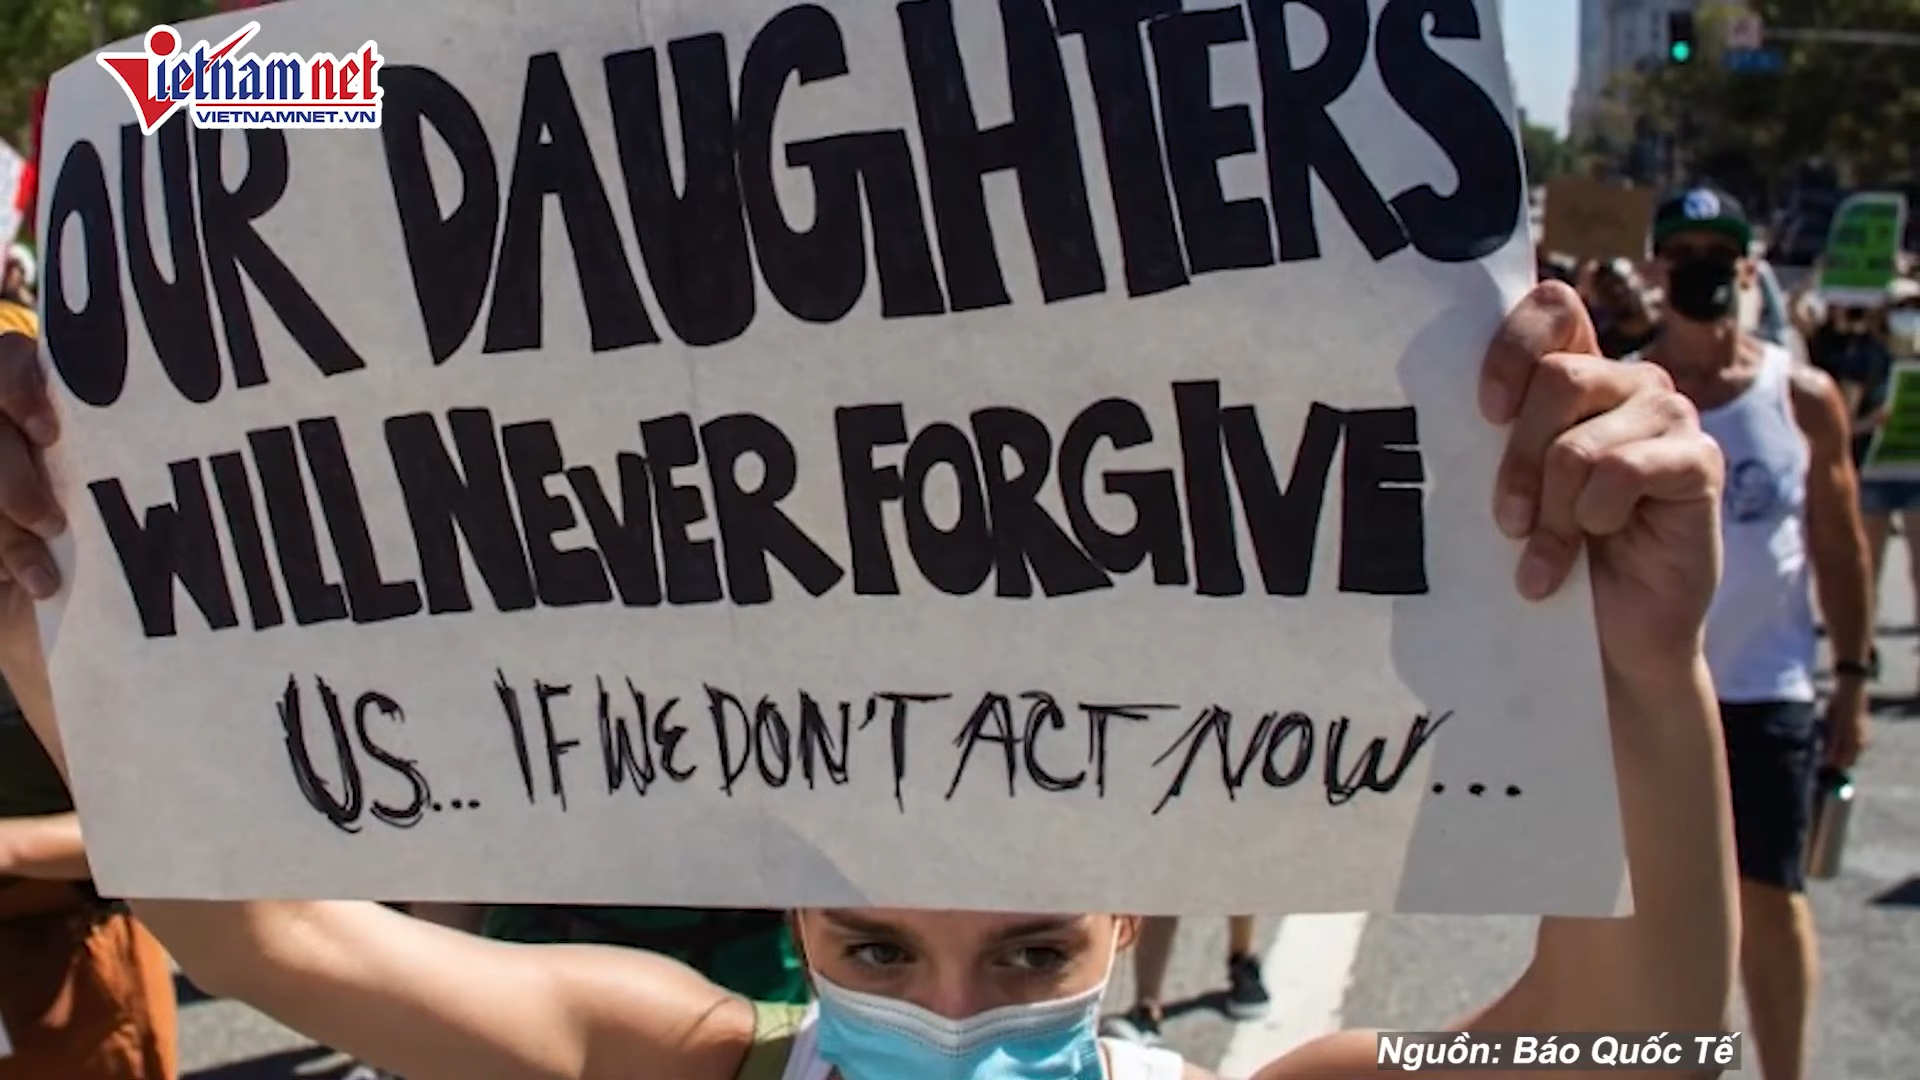 Vietnamnet
VIETNAMNET.VN
OUR DAUGHTERS
WILL NEVER FORGIVE
US... IF WE DON'T ACT NOW...
Nguồn: Báo Quốc Tế